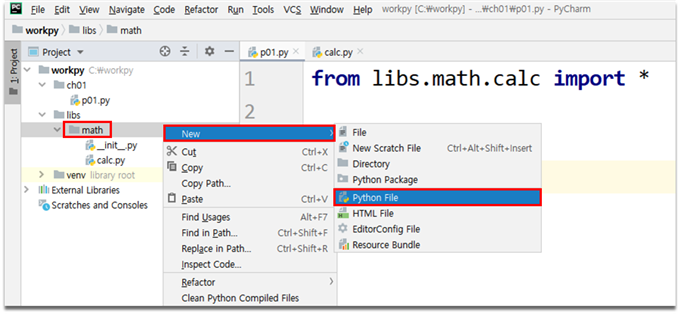 PC File Edit View Navigate Code Refactor Run Tools VCS Window Help workpy [C:￦workpy] - ...￦ch01￦p01.py - PyCharm
workpy libs math
1: Project
Project
workpy C:￦workpy
ch01
p01.py
libs
math
__init__.py
calc.py
venv library root
External Libraries
Scratches and Consoles
p01.py calc.py
1 from libs.math.calc import *
2
New
Cut Ctrl+X
Copy Ctrl+C
Copy Path...
Paste Ctrl+V
Find Usages Alt+F7
Find in Path... Ctrl+Shift+F
Replace in Path... Ctrl+Shift+R
Inspect Code...
Refactor
Clean Python Compiled Files
File
New Scratch File Ctrl+Alt+Shift+Insert
Directory
Python Package
Python File
HTML File
EditorConfig File
Resource Bundle